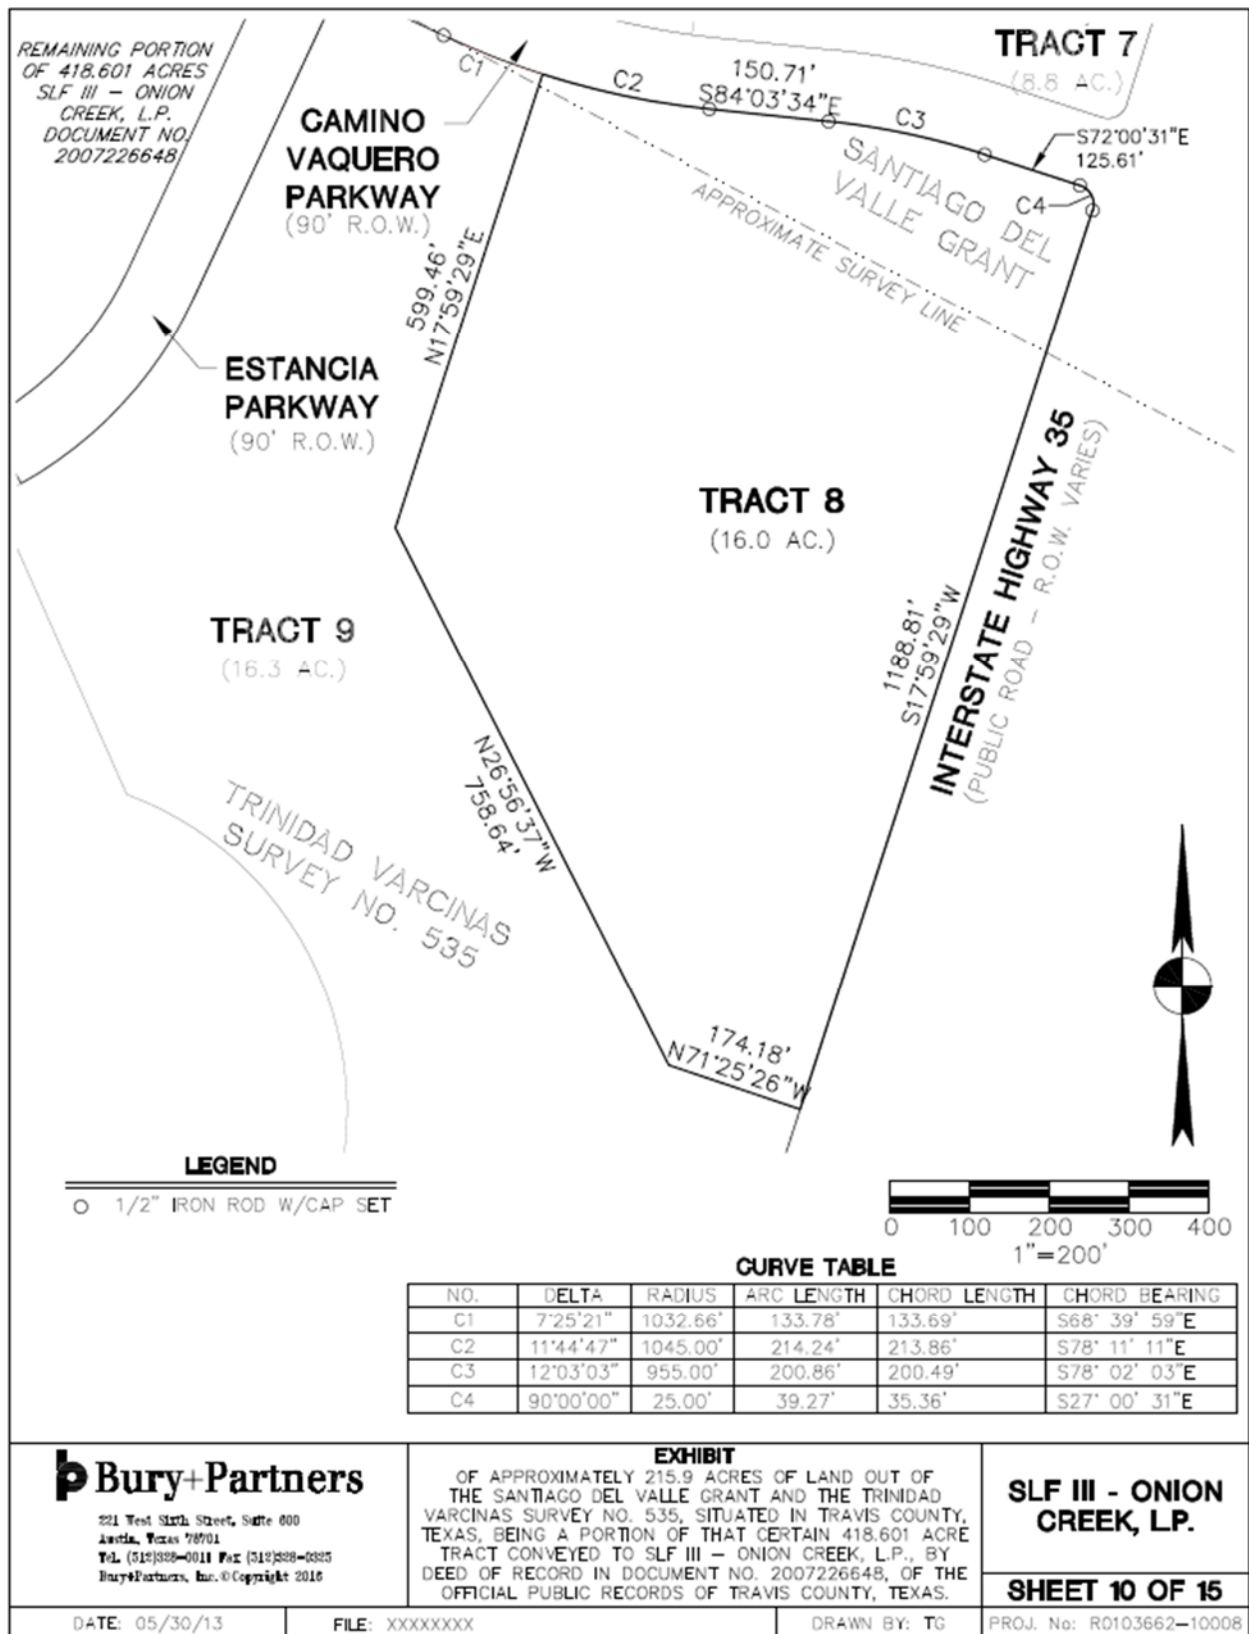 REMAINING PORTION
OF 418.601 ACRES
SLF III – ONION
CREEK, L.P.
DOCUMENT NO.
2007226648
C1
CAMINO
VAQUERO
PARKWAY
(90' R.O.W.)
C2
150.71'
S84°03'34"E
C3
TRACT 7
(8.8 AC.)
S72°00'31"E
125.61'
C4
SANTIAGO DEL
VALLE GRANT
APPROXIMATE SURVEY LINE
599.46'
N17°59'29"E
ESTANCIA
PARKWAY
(90' R.O.W.)
TRACT 8
(16.0 AC.)
INTERSTATE HIGHWAY 35
(PUBLIC ROAD – R.O.W. VARIES)
1188.81'
S17°59'29"W
TRACT 9
(16.3 AC.)
N26°56'37"W
758.64'
TRINIDAD VARCINAS
SURVEY NO. 535
174.18'
N71°25'26"W
LEGEND
1/2" IRON ROD W/CAP SET
0 100 200 300 400
1"=200'
CURVE TABLE
NO. DELTA RADIUS ARC LENGTH CHORD LENGTH CHORD BEARING
C1 7°25'21" 1032.66' 133.78' 133.69' S68° 39' 59"E
C2 11°44'47" 1045.00' 214.24' 213.86' S78° 11' 11"E
C3 12°03'03" 955.00' 200.86' 200.49' S78° 02' 03"E
C4 90°00'00" 25.00' 39.27' 35.36' S27° 00' 31"E
Bury+Partners
221 West Sixth Street, Suite 600
Austin, Texas 78701
Tel. (512)328-0011 Fax (512)328-0325
Bury+Partners, Inc. © Copyright 2013
EXHIBIT
OF APPROXIMATELY 215.9 ACRES OF LAND OUT OF
THE SANTIAGO DEL VALLE GRANT AND THE TRINIDAD
VARCINAS SURVEY NO. 535, SITUATED IN TRAVIS COUNTY,
TEXAS, BEING A PORTION OF THAT CERTAIN 418.601 ACRE
TRACT CONVEYED TO SLF III – ONION CREEK, L.P., BY
DEED OF RECORD IN DOCUMENT NO. 2007226648, OF THE
OFFICIAL PUBLIC RECORDS OF TRAVIS COUNTY, TEXAS.
SLF III - ONION
CREEK, L.P.
SHEET 10 OF 15
DATE: 05/30/13 FILE: XXXXXXXX DRAWN BY: TG PROJ. No: R0103662–10008